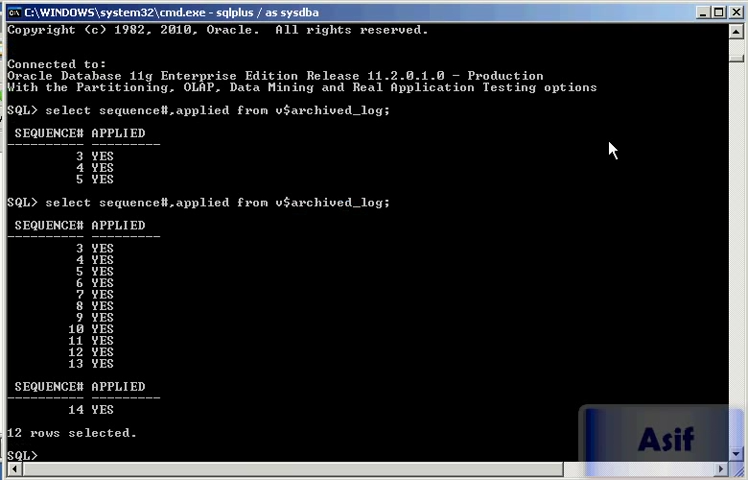 C:\WINDOWS\system32\cmd.exe - sqlplus / as sysdba
Copyright (c) 1982, 2010, Oracle.  All rights reserved.
Connected to:
Oracle Database 11g Enterprise Edition Release 11.2.0.1.0 - Production
With the Partitioning, OLAP, Data Mining and Real Application Testing options
SQL> select sequence#,applied from v$archived_log;
SEQUENCE# APPLIED
---------- ---------
3 YES
4 YES
5 YES
SQL> select sequence#,applied from v$archived_log;
SEQUENCE# APPLIED
---------- ---------
3 YES
4 YES
5 YES
6 YES
7 YES
8 YES
9 YES
10 YES
11 YES
12 YES
13 YES
SEQUENCE# APPLIED
---------- ---------
14 YES
12 rows selected.
SQL>
Asif